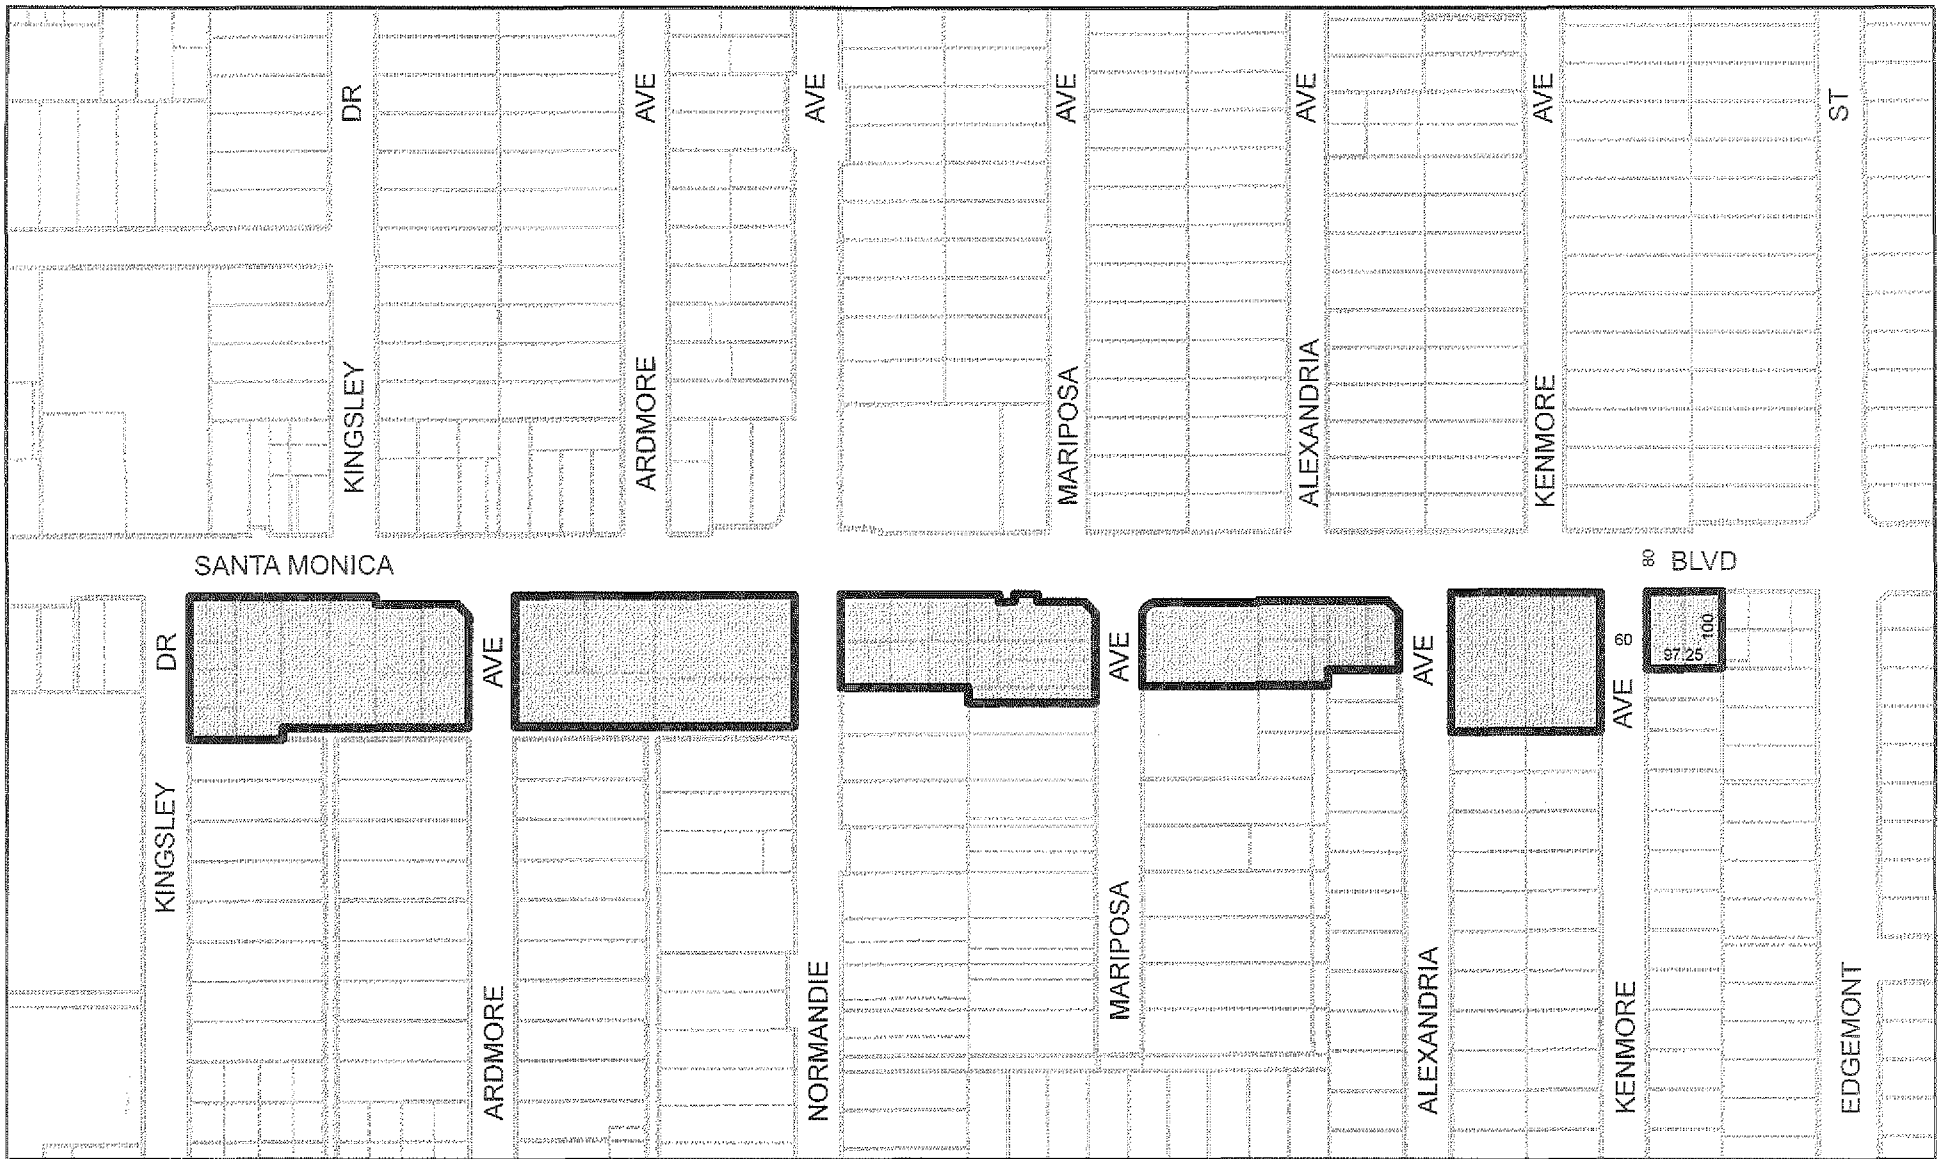 DR
AVE
AVE
AVE
AVE
AVE
ST
KINGSLEY
ARDMORE
MARIPOSA
ALEXANDRIA
KENMORE
SANTA MONICA
80
BLVD
DR
AVE
AVE
AVE
60
AVE
100
97.25
KINGSLEY
ARDMORE
NORMANDIE
MARIPOSA
ALEXANDRIA
KENMORE
EDGEMONT